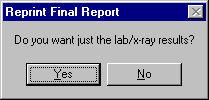 Reprint Final Report
Do you want just the lab/x-ray results?
Yes
No